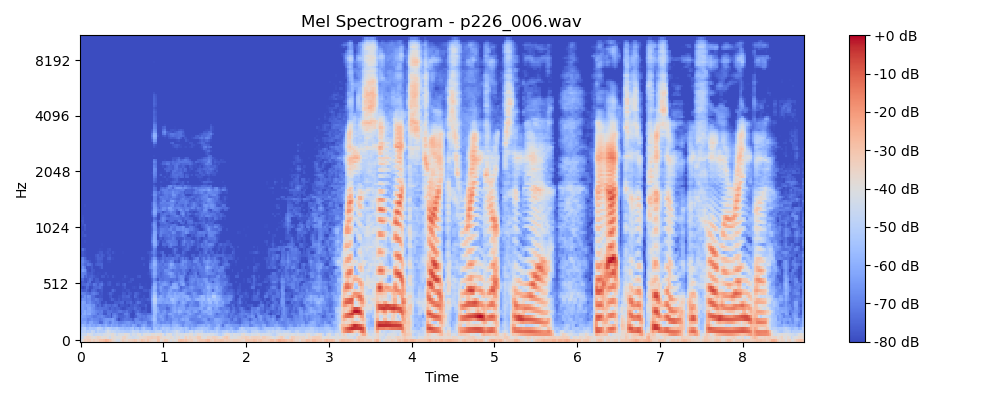 Mel Spectrogram - p226_006.wav
8192
4096
2048
1024
512
0
Hz
0 1 2 3 4 5 6 7 8
Time
+0 dB
-10 dB
-20 dB
-30 dB
-40 dB
-50 dB
-60 dB
-70 dB
-80 dB